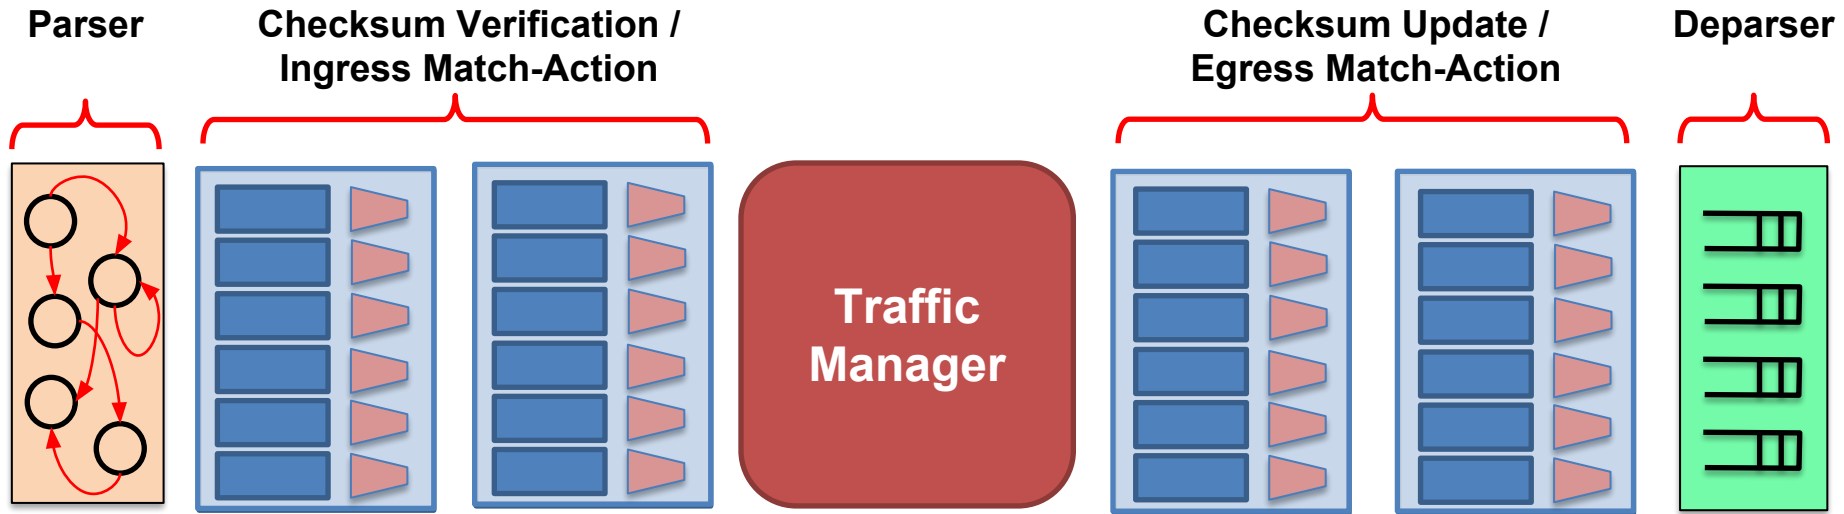 Parser
Checksum Verification /
Ingress Match-Action
Checksum Update /
Egress Match-Action
Deparser
Traffic
Manager